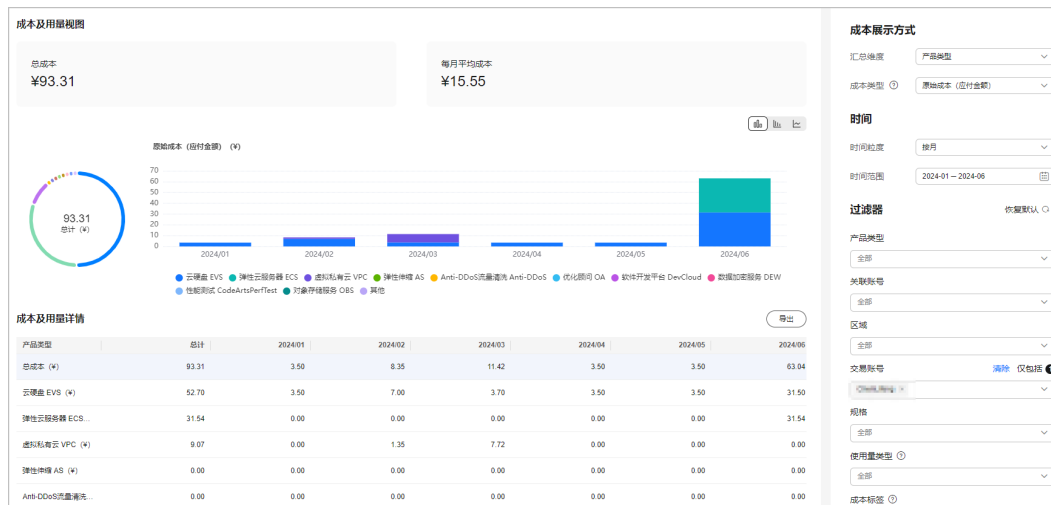 成本及用量视图
总成本
¥93.31
每月平均成本
¥15.55
原始成本（应付金额）（¥）
70
60
50
40
30
20
10
0
2024/01 2024/02 2024/03 2024/04 2024/05 2024/06
93.31
总计（¥）
云硬盘 EVS 弹性云服务器 ECS 虚拟私有云 VPC 弹性伸缩 AS Anti-DDoS流量清洗 Anti-DDoS 优化顾问 OA 软件开发平台 DevCloud 数据加密服务 DEW
性能测试 CodeArtsPerfTest 对象存储服务 OBS 其他
成本及用量详情
导出
产品类型 总计 2024/01 2024/02 2024/03 2024/04 2024/05 2024/06
总成本（¥） 93.31 3.50 8.35 11.42 3.50 3.50 63.04
云硬盘 EVS（¥） 52.70 3.50 7.00 3.70 3.50 3.50 31.50
弹性云服务器 ECS... 31.54 0.00 0.00 0.00 0.00 0.00 31.54
虚拟私有云 VPC（¥） 9.07 0.00 1.35 7.72 0.00 0.00 0.00
弹性伸缩 AS（¥） 0.00 0.00 0.00 0.00 0.00 0.00 0.00
Anti-DDoS流量清洗... 0.00 0.00 0.00 0.00 0.00 0.00 0.00
成本展示方式
汇总维度 产品类型
成本类型 ? 原始成本（应付金额）
时间
时间粒度 按月
时间范围 2024-01 — 2024-06
过滤器 恢复默认
产品类型
全部
关联账号
全部
区域
全部
交易账号 清除 仅包括
规格
全部
使用量类型 ?
全部
成本标签 ?